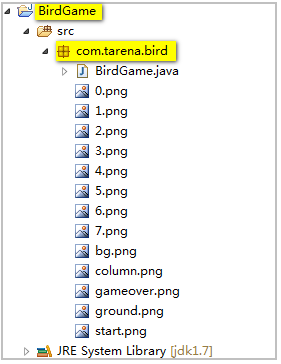 BirdGame
src
com.tarena.bird
BirdGame.java
0.png
1.png
2.png
3.png
4.png
5.png
6.png
7.png
bg.png
column.png
gameover.png
ground.png
start.png
JRE System Library [jdk1.7]